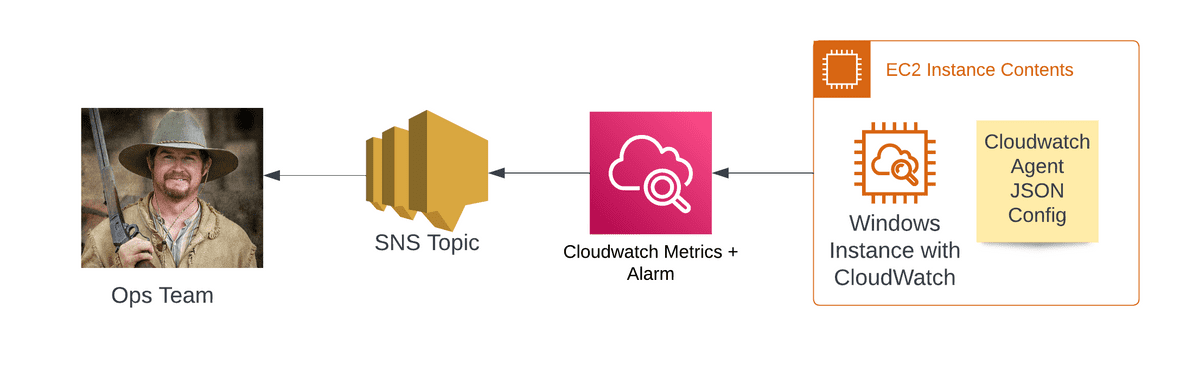 Ops Team
SNS Topic
Cloudwatch Metrics +
Alarm
EC2 Instance Contents
Windows
Instance with
CloudWatch
Cloudwatch
Agent
JSON
Config